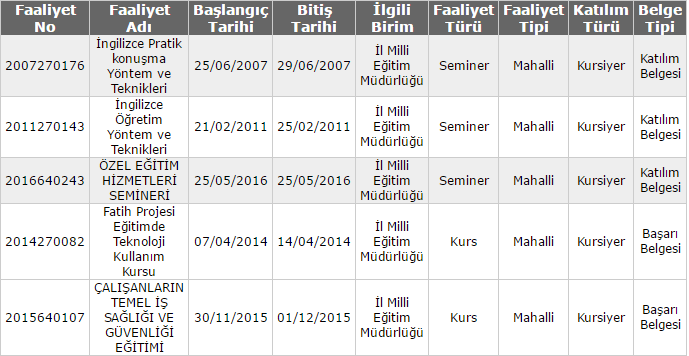 Faaliyet No Faaliyet Adı Başlangıç Tarihi Bitiş Tarihi İlgili Birim Faaliyet Türü Faaliyet Tipi Katılım Türü Belge Tipi
2007270176 İngilizce Pratik konuşma Yöntem ve Teknikleri 25/06/2007 29/06/2007 İl Milli Eğitim Müdürlüğü Seminer Mahalli Kursiyer Katılım Belgesi
2011270143 İngilizce Öğretim Yöntem ve Teknikleri 21/02/2011 25/02/2011 İl Milli Eğitim Müdürlüğü Seminer Mahalli Kursiyer Katılım Belgesi
2016640243 ÖZEL EĞİTİM HİZMETLERİ SEMİNERİ 25/05/2016 25/05/2016 İl Milli Eğitim Müdürlüğü Seminer Mahalli Kursiyer Katılım Belgesi
2014270082 Fatih Projesi Eğitimde Teknoloji Kullanım Kursu 07/04/2014 14/04/2014 İl Milli Eğitim Müdürlüğü Kurs Mahalli Kursiyer Başarı Belgesi
2015640107 ÇALIŞANLARIN TEMEL İŞ SAĞLIĞI VE GÜVENLİĞİ EĞİTİMİ 30/11/2015 01/12/2015 İl Milli Eğitim Müdürlüğü Kurs Mahalli Kursiyer Başarı Belgesi